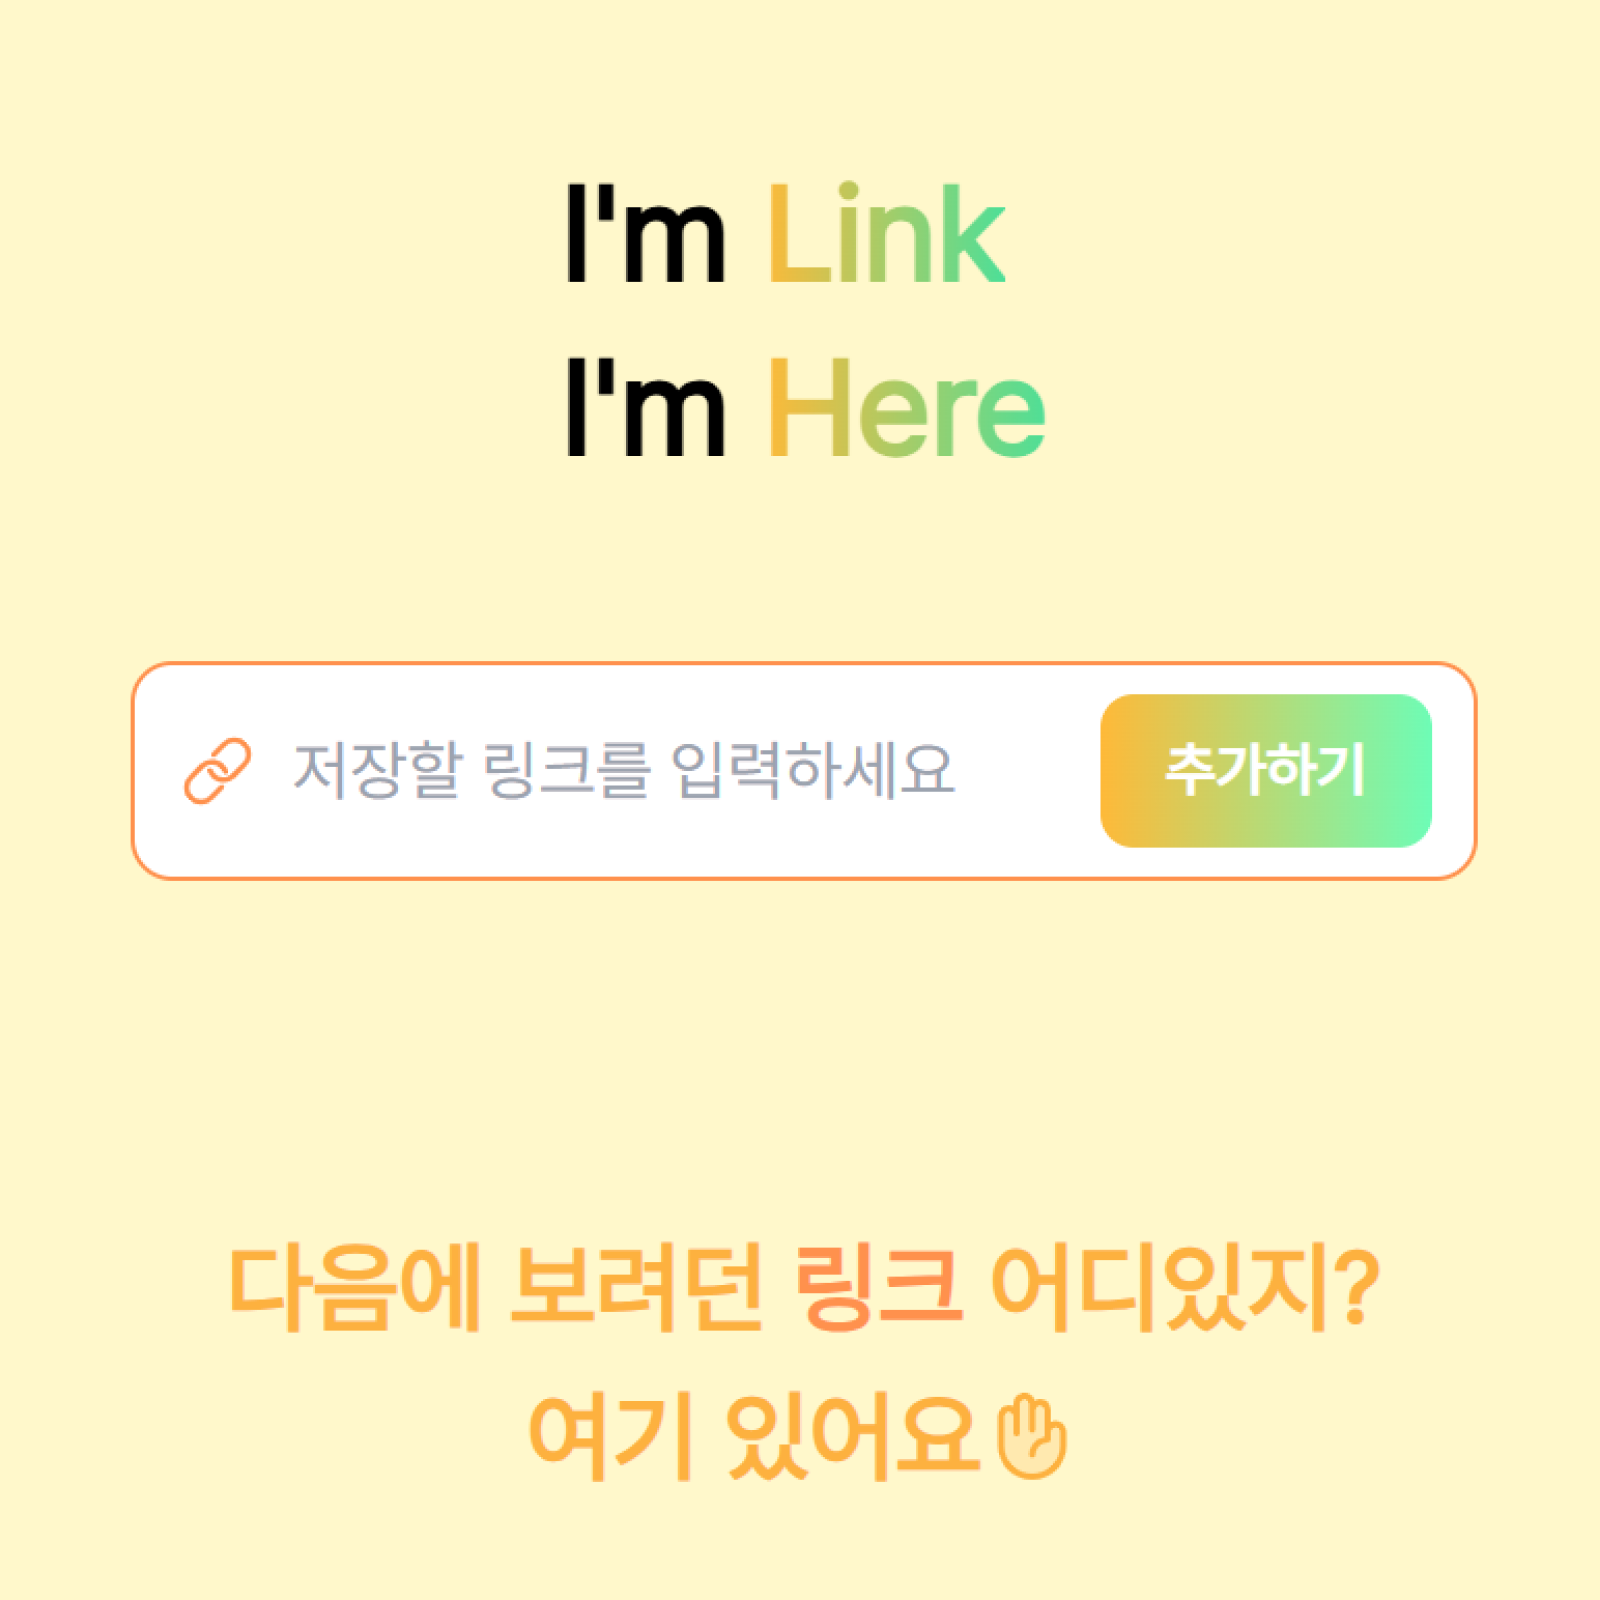 I'm Link
I'm Here
저장할 링크를 입력하세요
추가하기
다음에 보려던 링크 어디있지?
여기 있어요